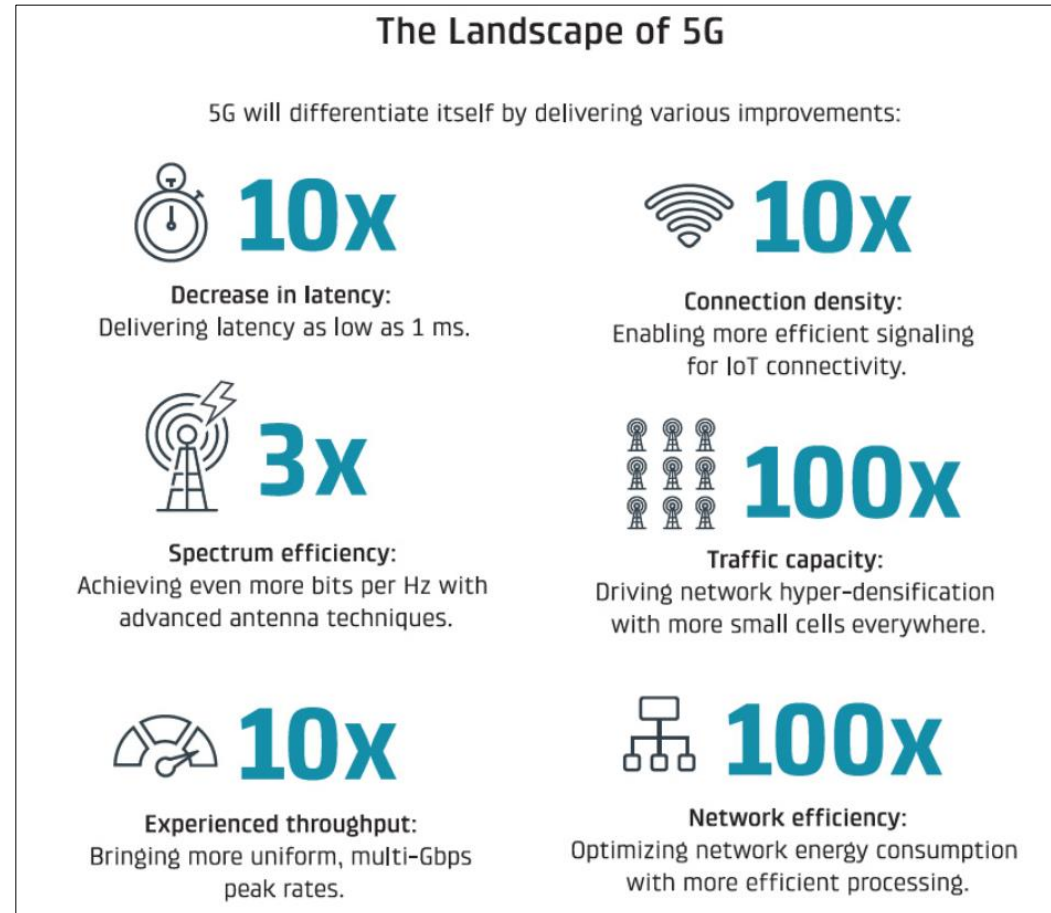 The Landscape of 5G
5G will differentiate itself by delivering various improvements:
10x
Decrease in latency:
Delivering latency as low as 1 ms.
10x
Connection density:
Enabling more efficient signaling
for IoT connectivity.
3x
Spectrum efficiency:
Achieving even more bits per Hz with
advanced antenna techniques.
100x
Traffic capacity:
Driving network hyper-densification
with more small cells everywhere.
10x
Experienced throughput:
Bringing more uniform, multi-Gbps
peak rates.
100x
Network efficiency:
Optimizing network energy consumption
with more efficient processing.